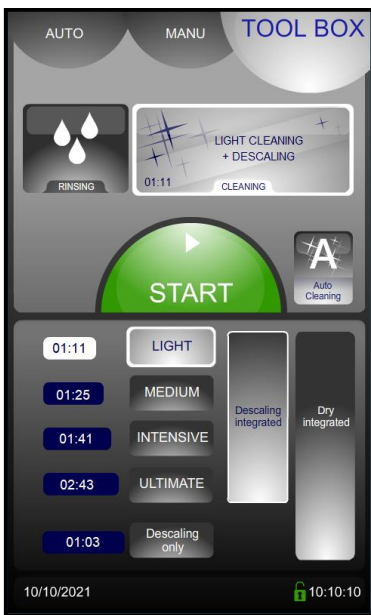 AUTO
MANU
TOOL BOX
RINSING
LIGHT CLEANING
+ DESCALING
01:11
CLEANING
START
A
Auto
Cleaning
01:11
LIGHT
01:25
MEDIUM
01:41
INTENSIVE
02:43
ULTIMATE
01:03
Descaling
only
Descaling
integrated
Dry
integrated
10/10/2021
10:10:10